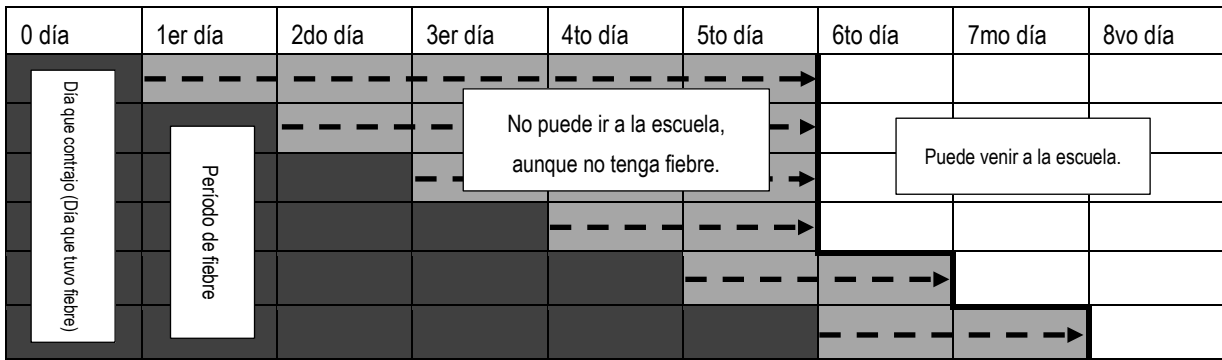 0 día
1er día
2do día
3er día
4to día
5to día
6to día
7mo día
8vo día
Día que contrajo (Día que tuvo fiebre)
Período de fiebre
No puede ir a la escuela,
aunque no tenga fiebre.
Puede venir a la escuela.